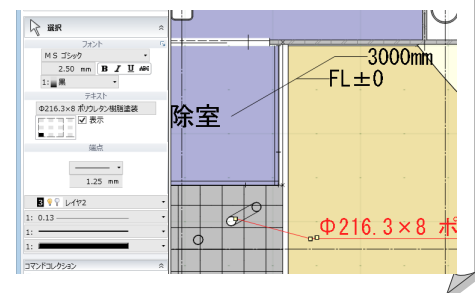 選択
フォント
MS ゴシック
2.50 mm B I U ABC
1: 黒
テキスト
Φ216.3×8 ポリウレタン樹脂塗装
表示
端点
1.25 mm
3 レイヤ2
1: 0.13
1:
1:
コマンドコレクション
3000mm
FL±0
除室
Φ216.3×8 ポ